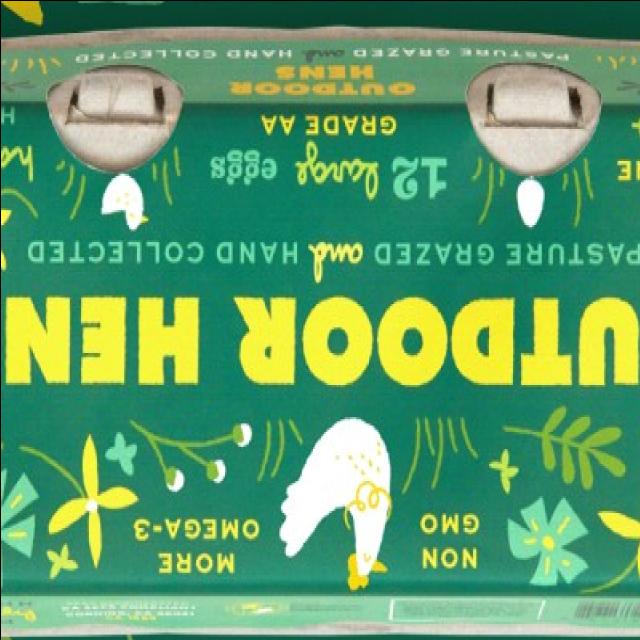 NON
GMO
MORE
OMEGA-3
UTDOOR HEN
PASTURE GRAZED and HAND COLLECTED
12 large eggs
GRADE AA
OUTDOOR
HENS
PASTURE GRAZED and HAND COLLECTED